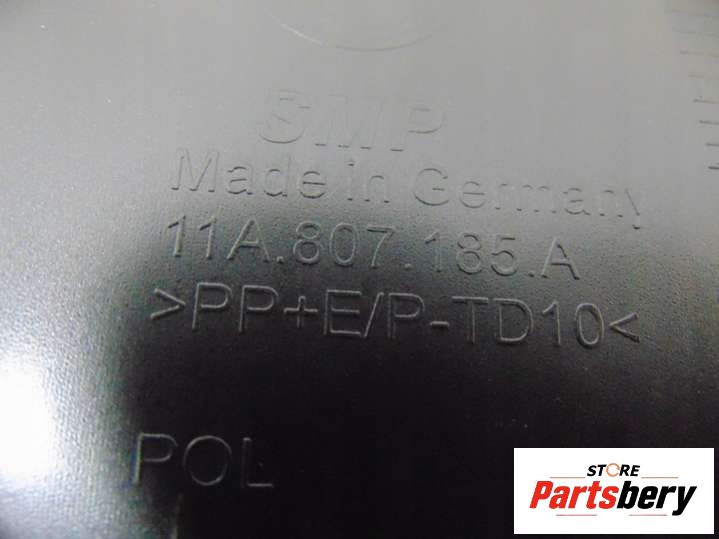 SMP
Made in Germany
11A.807.185.A
>PP+E/P-TD10<
POL
STORE
Partsbery